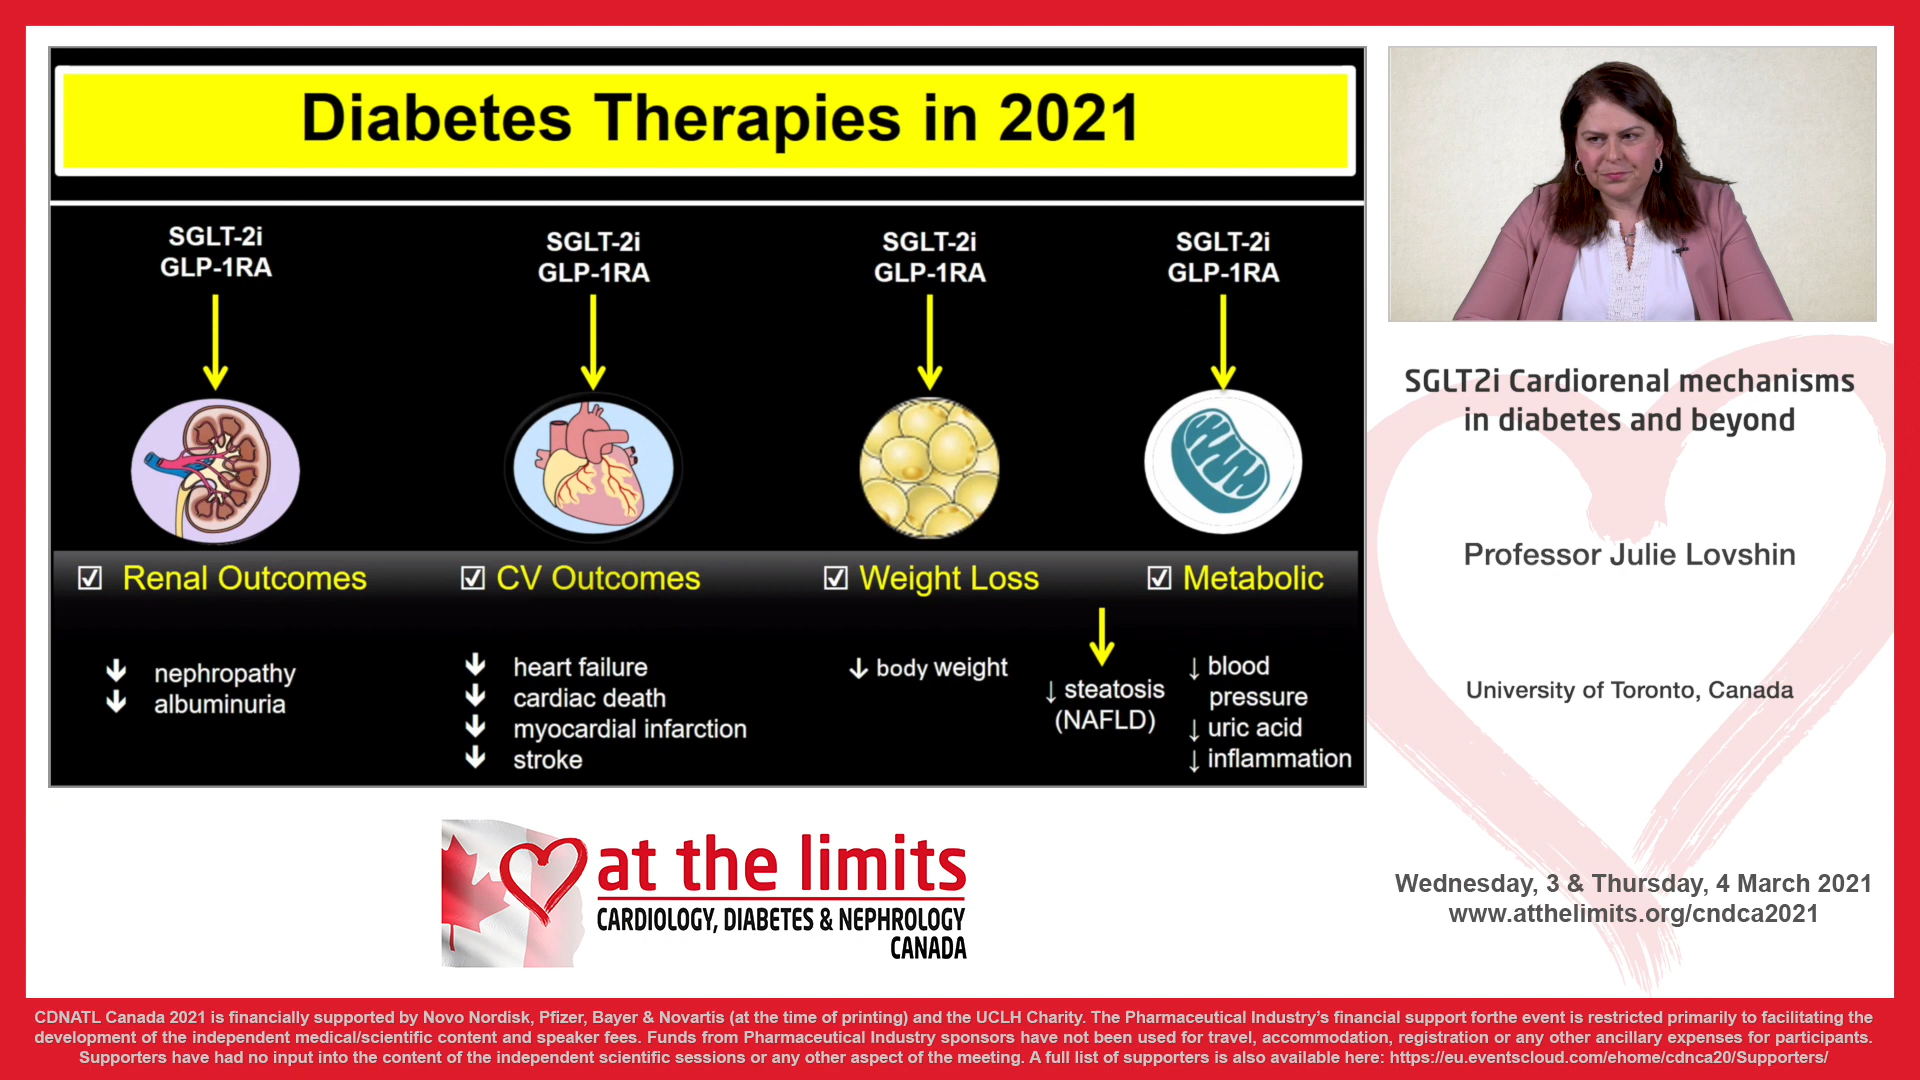 Diabetes Therapies in 2021
SGLT-2i
GLP-1RA
SGLT-2i
GLP-1RA
SGLT-2i
GLP-1RA
SGLT-2i
GLP-1RA
☑ Renal Outcomes
☑ CV Outcomes
☑ Weight Loss
☑ Metabolic
↓ nephropathy
↓ albuminuria
↓ heart failure
↓ cardiac death
↓ myocardial infarction
↓ stroke
↓ body weight
↓ steatosis
(NAFLD)
↓ blood
pressure
↓ uric acid
↓ inflammation
SGLT2i Cardiorenal mechanisms
in diabetes and beyond
Professor Julie Lovshin
University of Toronto, Canada
at the limits
CARDIOLOGY, DIABETES & NEPHROLOGY
CANADA
Wednesday, 3 & Thursday, 4 March 2021
www.atthelimits.org/cndca2021
CDNATL Canada 2021 is financially supported by Novo Nordisk, Pfizer, Bayer & Novartis (at the time of printing) and the UCLH Charity. The Pharmaceutical Industry's financial support forthe event is restricted primarily to facilitating the
development of the independent medical/scientific content and speaker fees. Funds from Pharmaceutical Industry sponsors have not been used for travel, accommodation, registration or any other ancillary expenses for participants.
Supporters have had no input into the content of the independent scientific sessions or any other aspect of the meeting. A full list of supporters is also available here: https://eu.eventscloud.com/ehome/cdnca20/Supporters/